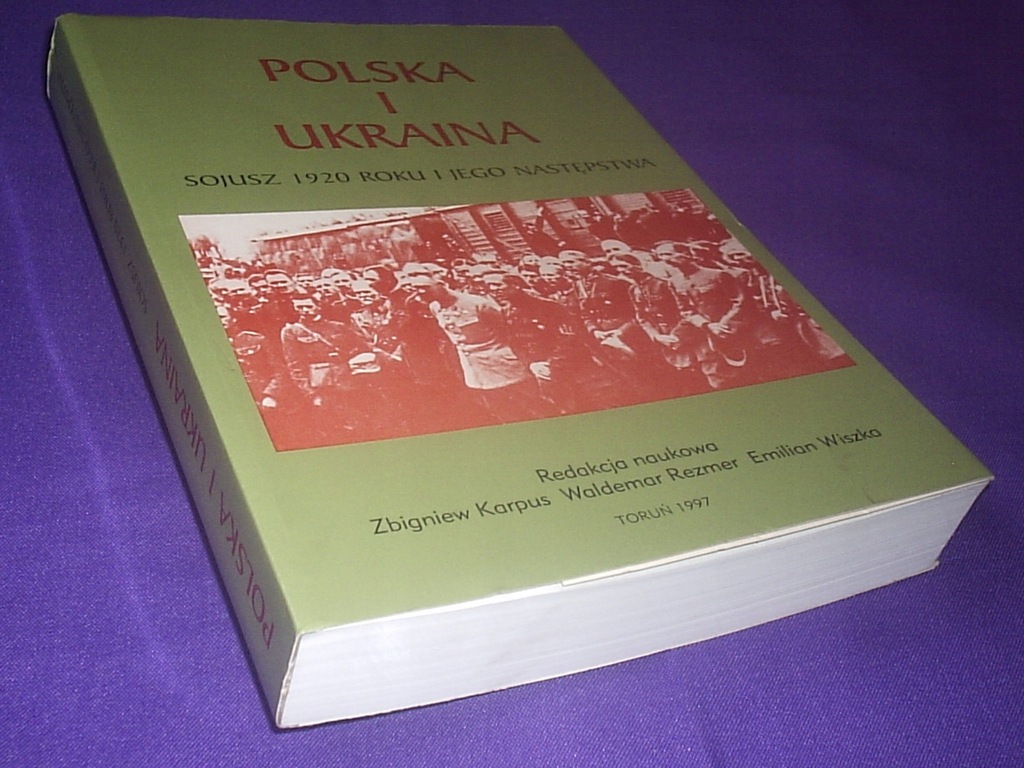 POLSKA
I
UKRAINA
SOJUSZ 1920 ROKU I JEGO NASTĘPSTWA
Redakcja naukowa
Zbigniew Karpus Waldemar Rezmer Emilian Wiszka
TORUŃ 1997
POLSKA I UKRAINA